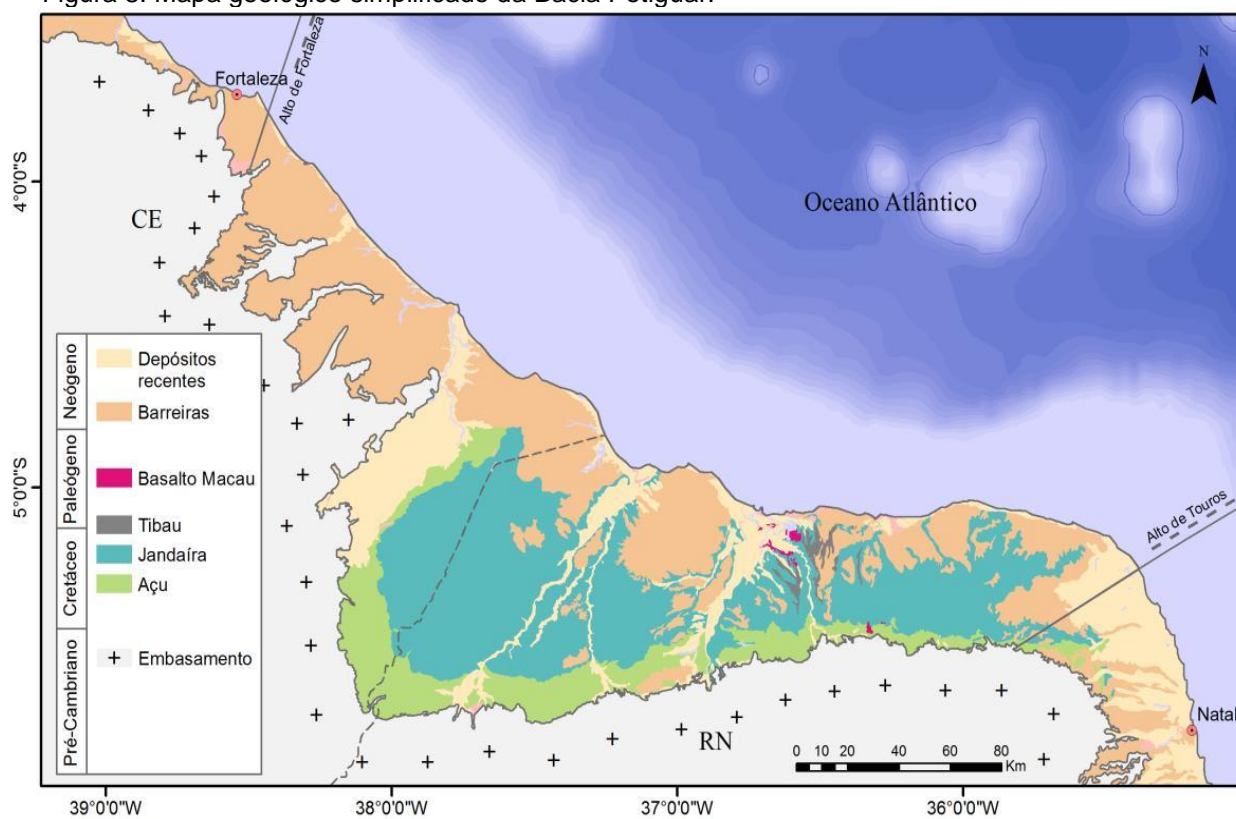 Figura 3. Mapa geológico simplificado da Bacia Potiguar.
N
Fortaleza
Alto de Fortaleza
4°0'0"S
CE
Oceano Atlântico
Neógeno
Depósitos
recentes
Barreiras
Paleógeno
Basalto Macau
5°0'0"S
Tibau
Cretáceo
Jandaíra
Açu
Alto de Touros
Pré-Cambriano
Embasamento
Natal
RN
0 10 20 40 60 80
Km
39°0'0"W
38°0'0"W
37°0'0"W
36°0'0"W